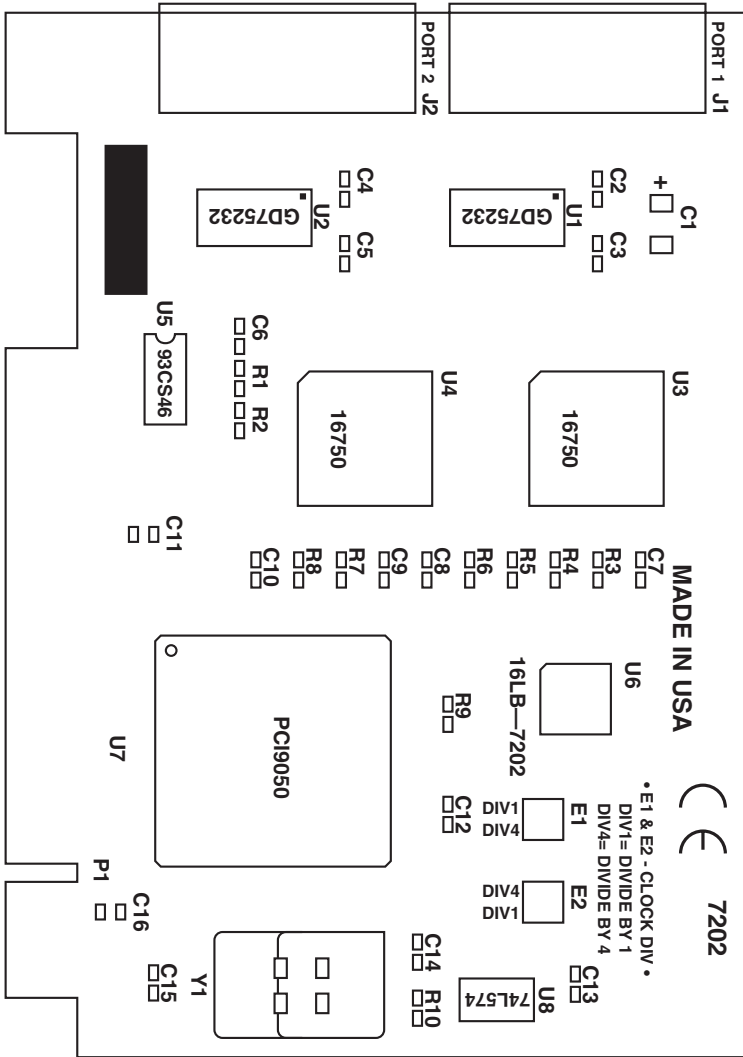 PORT 1
J1
PORT 2
J2
C1
+
C2
C3
U1
GD75232
C4
C5
U2
GD75232
U5
93CS46
C6
R1
R2
U3
16750
U4
16750
C7
R3
R4
R5
R6
C8
C9
R7
R8
C10
C11
MADE IN USA
U6
16LB—7202
R9
U7
PCI9050
CE
7202
• E1 & E2 - CLOCK DIV •
DIV1= DIVIDE BY 1
DIV4= DIVIDE BY 4
E1
DIV1
DIV4
E2
DIV4
DIV1
C12
C13
U8
74L574
C14
R10
Y1
C15
P1
C16